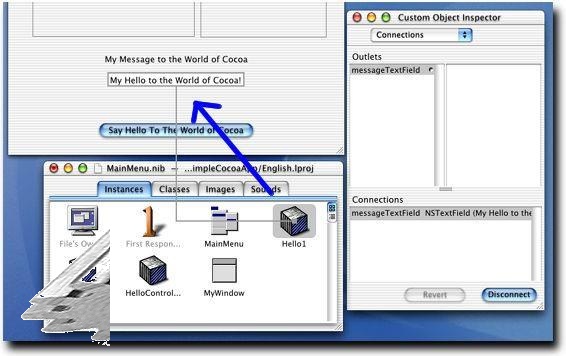 My Message to the World of Cocoa
My Hello to the World of Cocoa!
Say Hello To The World of Cocoa
MainMenu.nib — ...impleCocoaApp/English.lproj
Instances
Classes
Images
Sounds
File's Ow...
First Respon...
MainMenu
Hello1
HelloControl...
MyWindow
Custom Object Inspector
Connections
Outlets
messageTextField
Connections
messageTextField NSTextField (My Hello to the
Revert
Disconnect